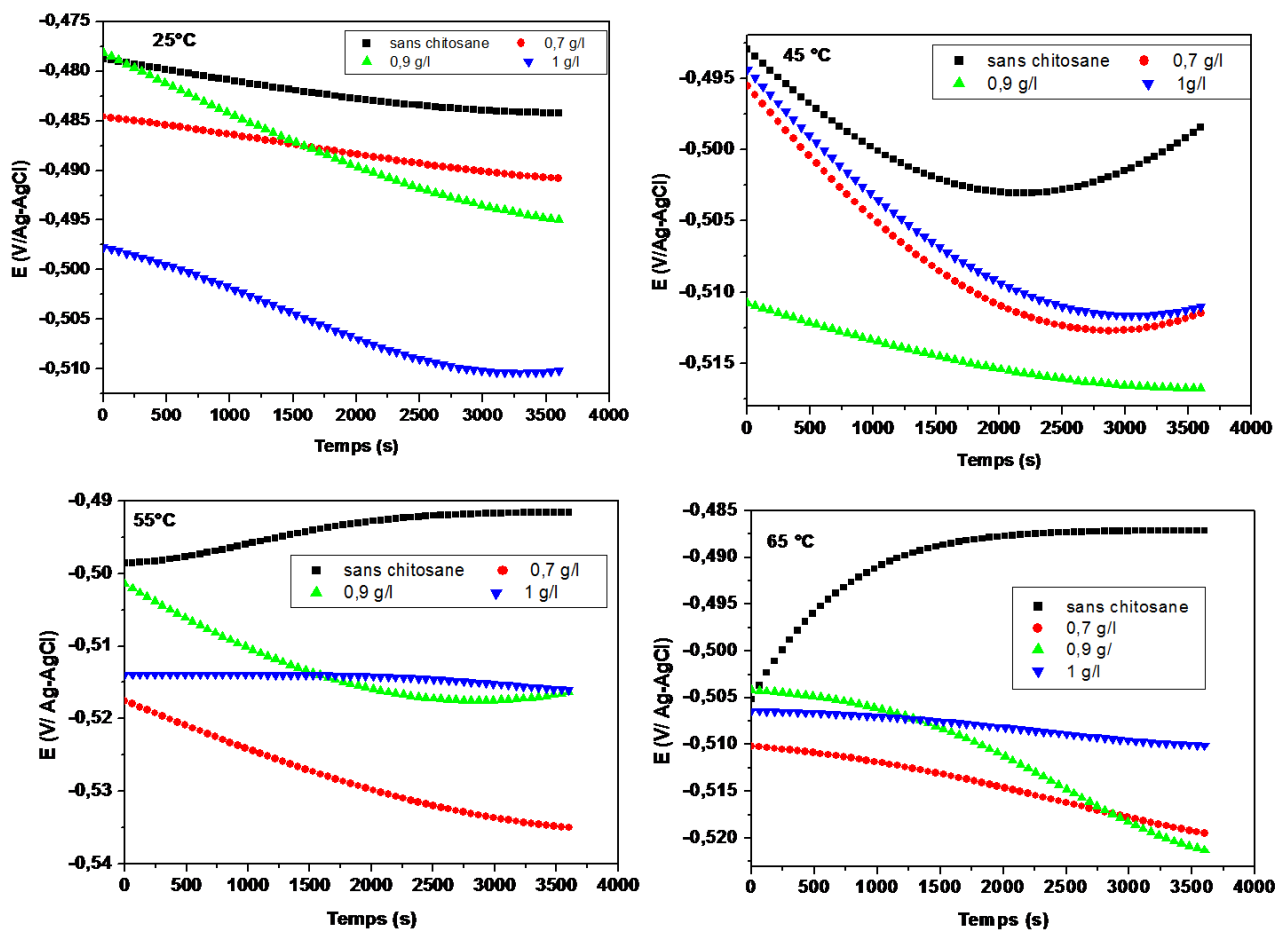 25°C
sans chitosane 0,7 g/l
0,9 g/l 1 g/l
-0,475
-0,480
-0,485
-0,490
-0,495
-0,500
-0,505
-0,510
E (V/Ag-AgCl)
0 500 1000 1500 2000 2500 3000 3500 4000
Temps (s)
45 °C
sans chitosane 0,7 g/l
0,9 g/l 1g/l
-0,495
-0,500
-0,505
-0,510
-0,515
E (V/Ag-AgCl)
0 500 1000 1500 2000 2500 3000 3500 4000
Temps (s)
55°C
sans chitosane 0,7 g/l
0,9 g/l 1 g/l
-0,49
-0,50
-0,51
-0,52
-0,53
-0,54
E (V/ Ag-AgCl)
0 500 1000 1500 2000 2500 3000 3500 4000
Temps (s)
65 °C
sans chitosane
0,7 g/l
0,9 g/
1 g/l
-0,485
-0,490
-0,495
-0,500
-0,505
-0,510
-0,515
-0,520
E (V/ Ag-AgCl)
0 500 1000 1500 2000 2500 3000 3500 4000
Temps (s)